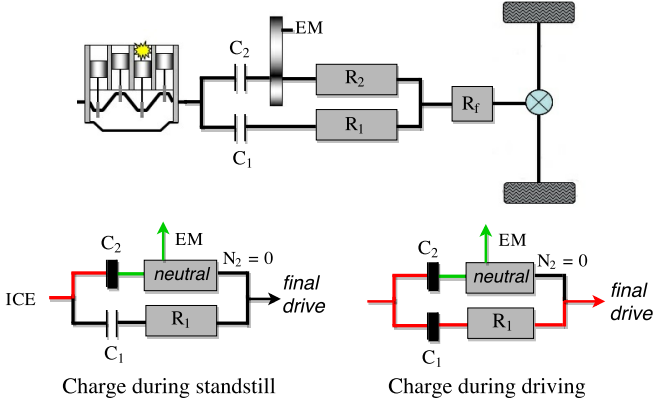 EM
C₂
R₂
R_f
R₁
C₁
C₂
EM
N₂ = 0
neutral
final
drive
ICE
R₁
C₁
Charge during standstill
C₂
EM
N₂ = 0
neutral
final
drive
R₁
C₁
Charge during driving